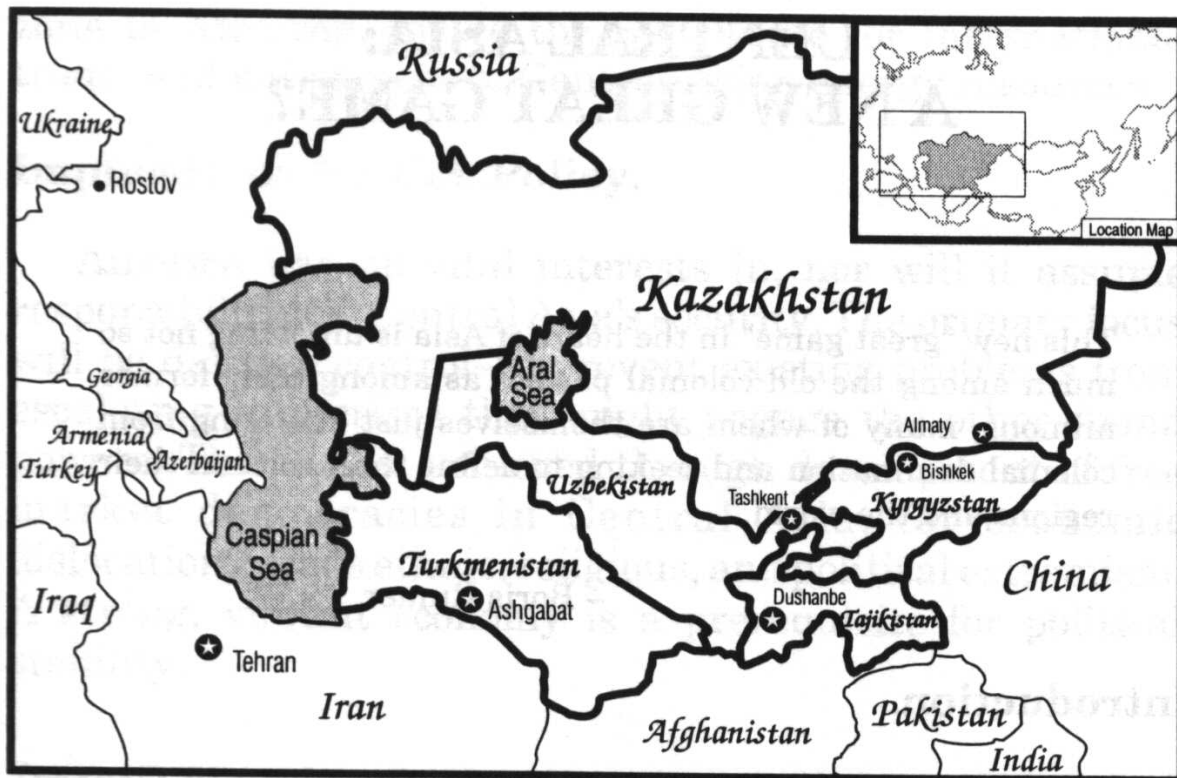 Russia
Ukraine
Rostov
Location Map
Kazakhstan
Aral
Sea
Georgia
Almaty
Armenia
Azerbaijan
Bishkek
Turkey
Uzbekistan
Tashkent
Kyrgyzstan
Caspian
Sea
Turkmenistan
China
Iraq
Ashgabat
Dushanbe
Tajikistan
Tehran
Iran
Pakistan
Afghanistan
India